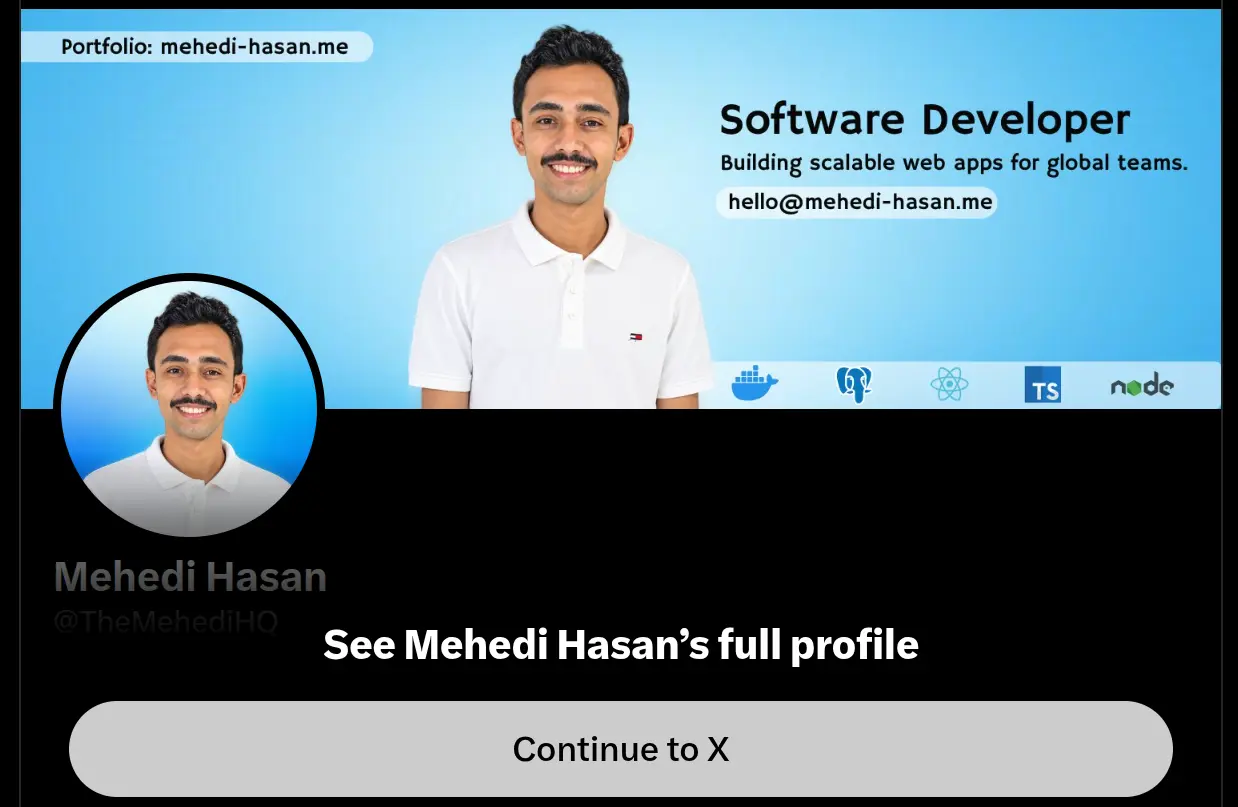 Portfolio: mehedi-hasan.me
Software Developer
Building scalable web apps for global teams.
hello@mehedi-hasan.me
TS
node
Mehedi Hasan
@TheMehediHQ
See Mehedi Hasan’s full profile
Continue to X